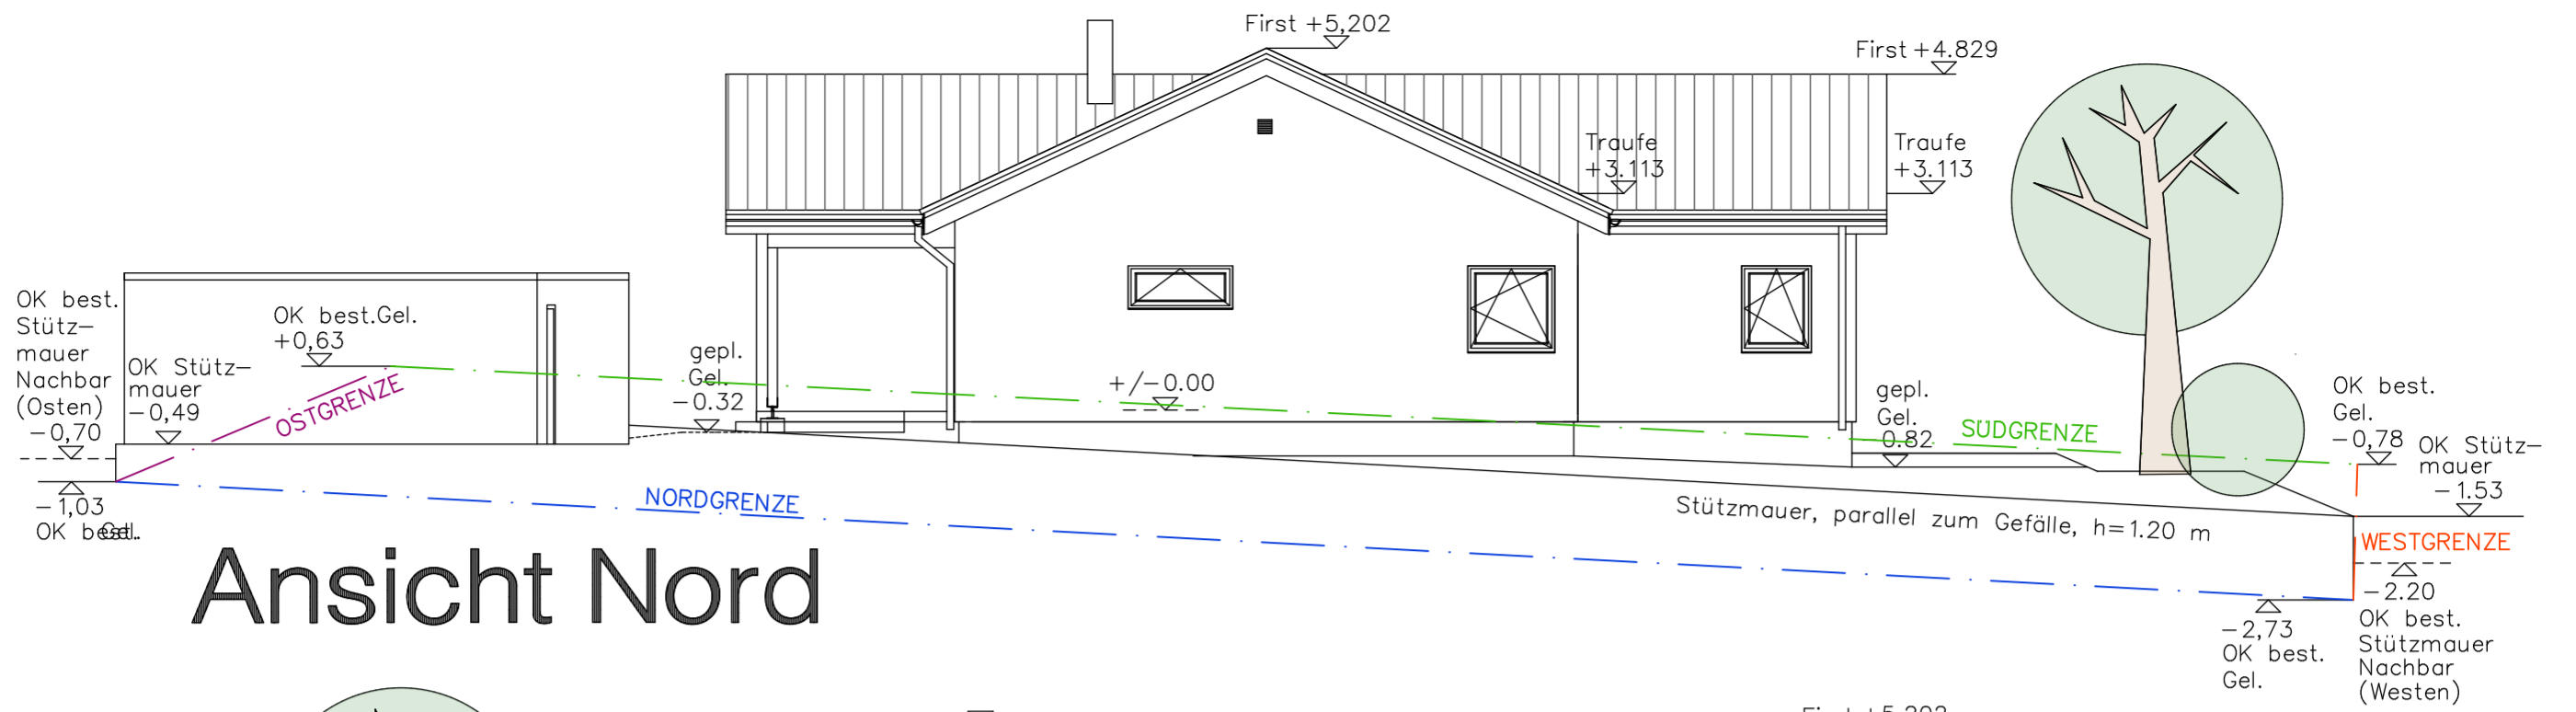 First +5,202
First +4.829
Traufe
+3.113
Traufe
+3.113
OK best.
Stütz–
mauer
Nachbar
(Osten)
–0,70
OK best.Gel.
+0,63
OK Stütz–
mauer
–0,49
OSTGRENZE
gepl.
Gel.
–0.32
+/–0.00
gepl.
Gel.
0.82
SÜDGRENZE
OK best.
Gel.
–0,78
OK Stütz–
mauer
–1.53
–1,03
OK best.
Gel.
NORDGRENZE
Stützmauer, parallel zum Gefälle, h=1.20 m
WESTGRENZE
–2.20
OK best.
Stützmauer
Nachbar
(Westen)
–2,73
OK best.
Gel.
Ansicht Nord